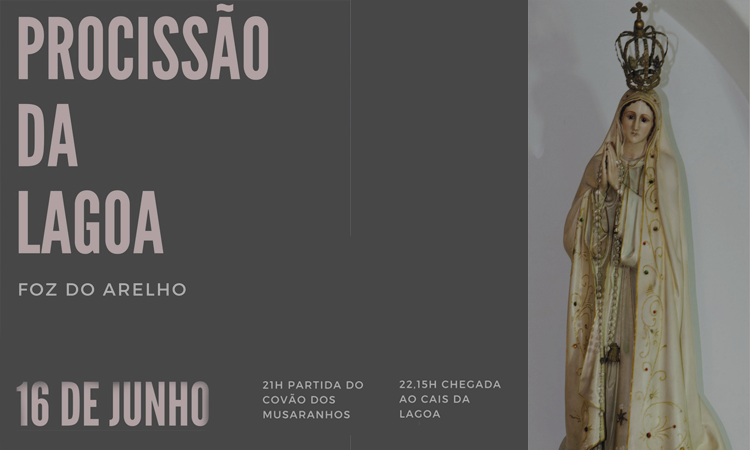 PROCISSÃO
DA
LAGOA
FOZ DO ARELHO
16 DE JUNHO
21H PARTIDA DO
COVÃO DOS
MUSARANHOS
22,15H CHEGADA
AO CAIS DA
LAGOA